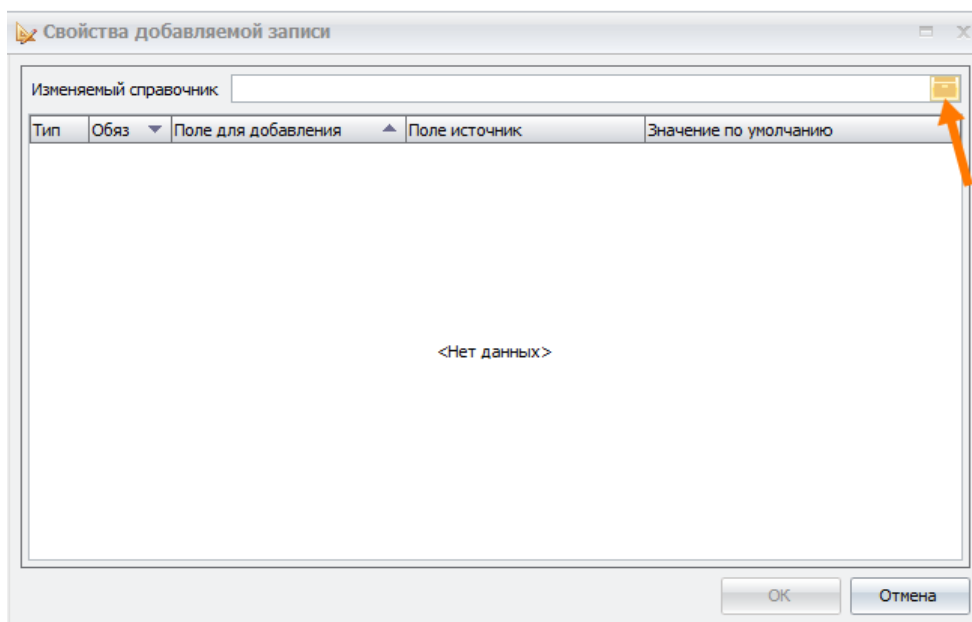 Свойства добавляемой записи
Изменяемый справочник
Тип Обяз Поле для добавления Поле источник Значение по умолчанию
<Нет данных>
OK Отмена